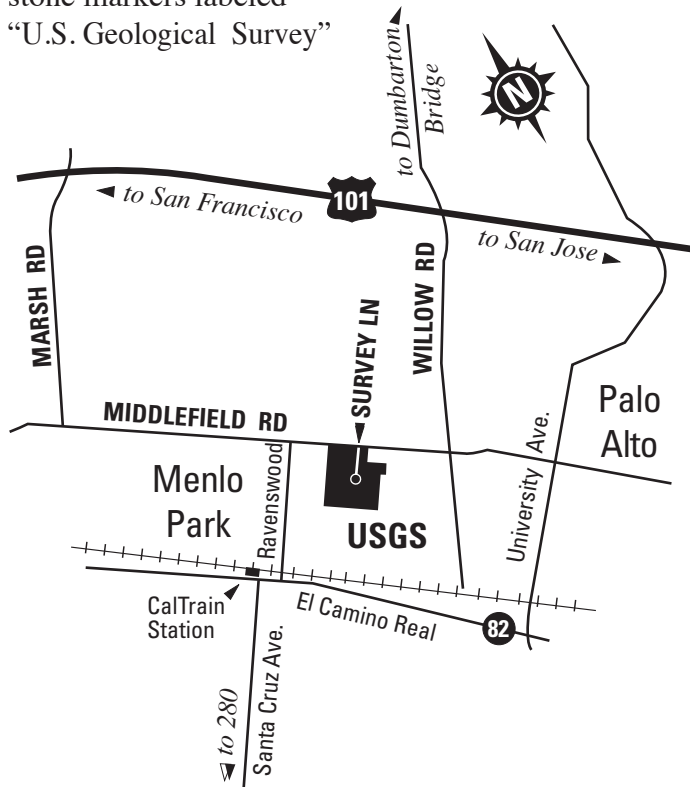 stone markers labeled
“U.S. Geological Survey”
to Dumbarton
Bridge
N
101
to San Francisco
to San Jose
MARSH RD
WILLOW RD
SURVEY LN
MIDDLEFIELD RD
Palo
Alto
University Ave.
Menlo
Park
Ravenswood
USGS
CalTrain
Station
El Camino Real
82
Santa Cruz Ave.
to 280